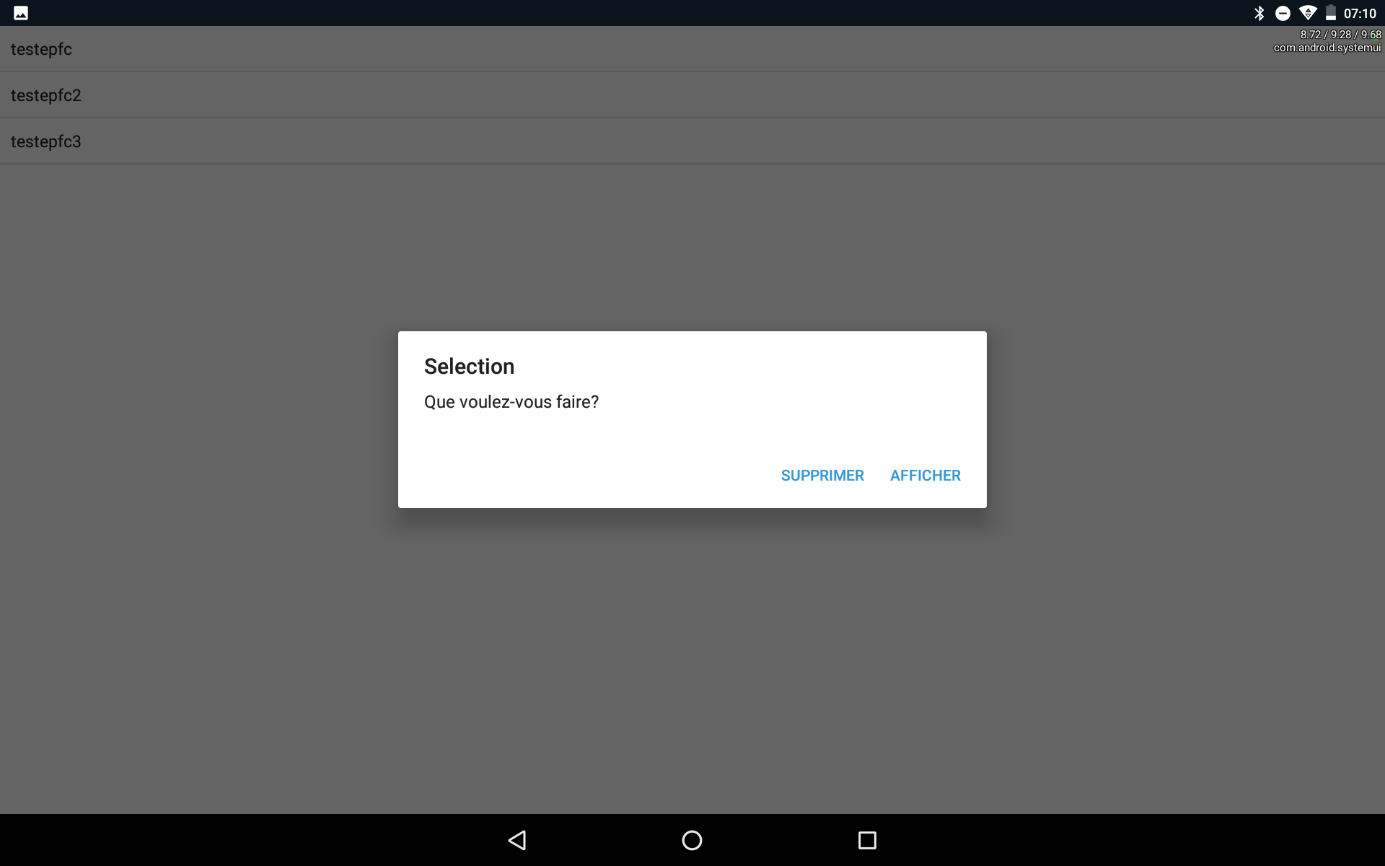 07:10
8.72 / 9.28 / 9.68
com.android.systemui
testepfc
testepfc2
testepfc3
Selection
Que voulez-vous faire?
SUPPRIMER AFFICHER